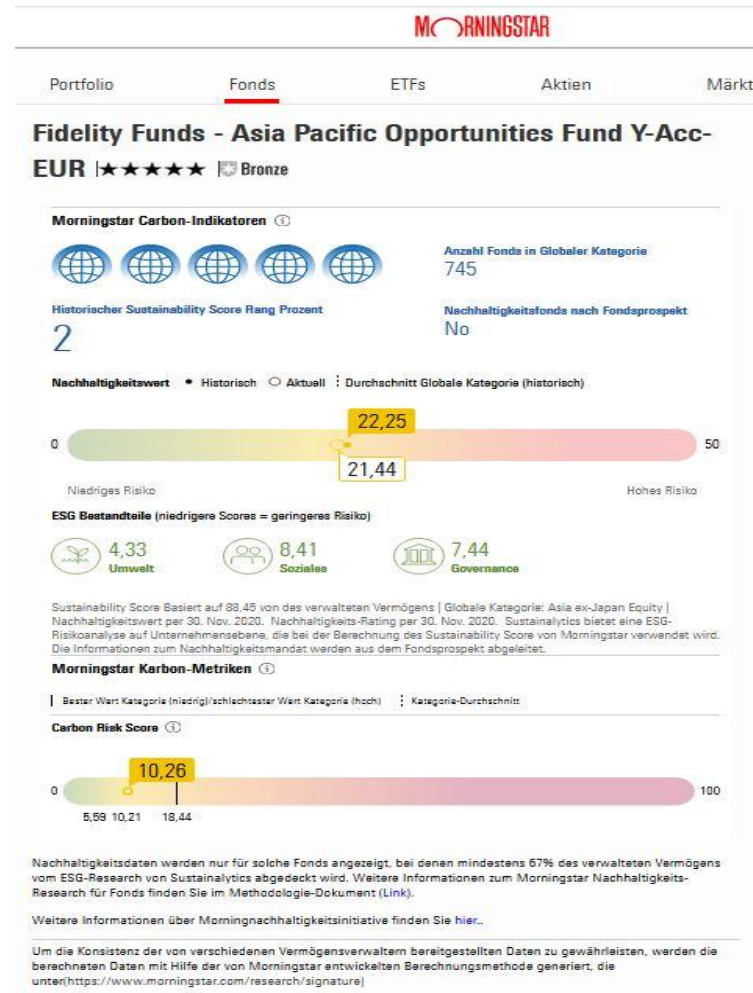 MORNINGSTAR
Portfolio Fonds ETFs Aktien Märkt
Fidelity Funds - Asia Pacific Opportunities Fund Y-Acc-
EUR ★★★★★ Bronze
Morningstar Carbon-Indikatoren
Anzahl Fonds in Globaler Kategorie
745
Historischer Sustainability Score Rang Prozent
2
Nachhaltigkeitsfonds nach Fondsprospekt
No
Nachhaltigkeitswert Historisch Aktuell Durchschnitt Globale Kategorie (historisch)
22,25
0 50
21,44
Niedriges Risiko Hohes Risiko
ESG Bestandteile (niedrigere Scores = geringeres Risiko)
4,33 8,41 7,44
Umwelt Soziales Governance
Sustainability Score Basiert auf 88,45 von des verwalteten Vermögens | Globale Kategorie: Asia ex-Japan Equity |
Nachhaltigkeitswert per 30. Nov. 2020. Nachhaltigkeits-Rating per 30. Nov. 2020. Sustainalytics bietet eine ESG-
Risikoanalyse auf Unternehmensebene, die bei der Berechnung des Sustainability Score von Morningstar verwendet wird.
Die Informationen zum Nachhaltigkeitsmandat werden aus dem Fondsprospekt abgeleitet.
Morningstar Karbon-Metriken
Bester Wert Kategorie (niedrig)/schlechtester Wert Kategorie (hoch) Kategorie-Durchschnitt
Carbon Risk Score
10,26
0 100
5,59 10,21 18,44
Nachhaltigkeitsdaten werden nur für solche Fonds angezeigt, bei denen mindestens 67% des verwalteten Vermögens
vom ESG-Research von Sustainalytics abgedeckt wird. Weitere Informationen zum Morningstar Nachhaltigkeits-
Research für Fonds finden Sie im Methodologie-Dokument (Link).
Weitere Informationen über Morningnachhaltigkeitsinitiative finden Sie hier..
Um die Konsistenz der von verschiedenen Vermögensverwaltern bereitgestellten Daten zu gewährleisten, werden die
berechneten Daten mit Hilfe der von Morningstar entwickelten Berechnungsmethode generiert, die
unter(https://www.morningstar.com/research/signature)